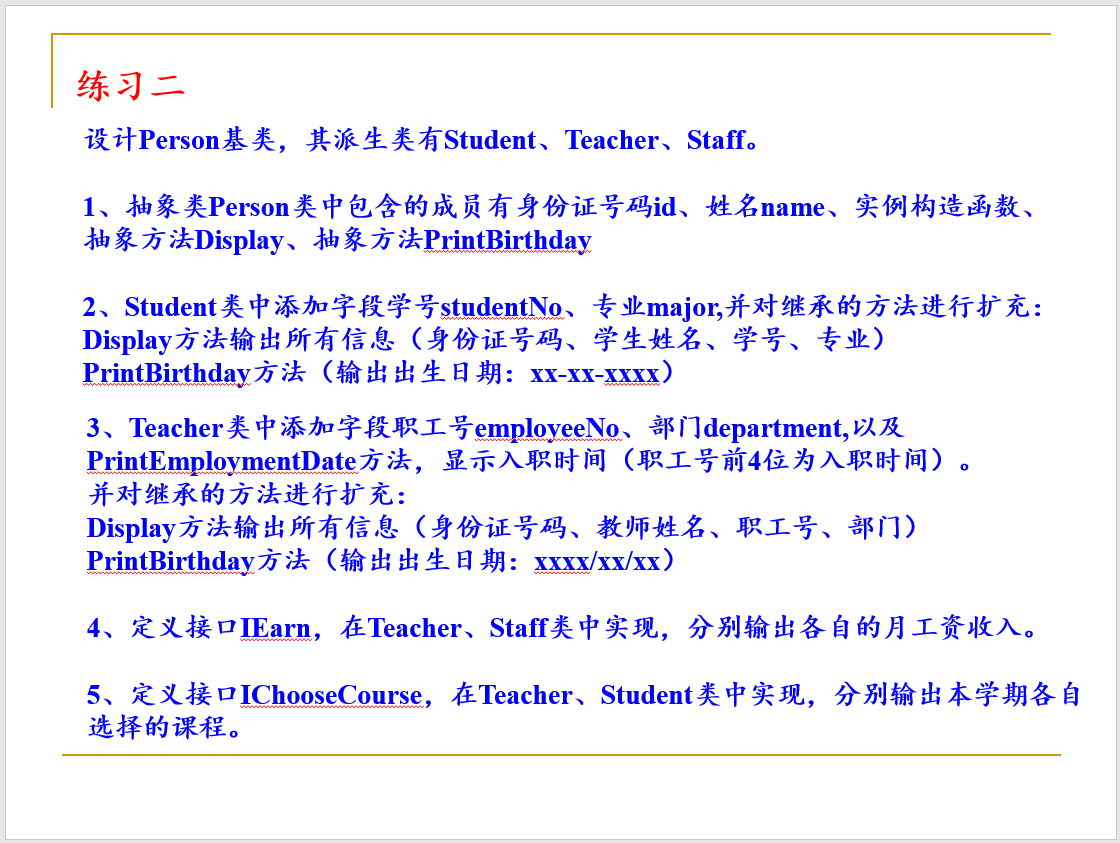 练习二
设计Person基类，其派生类有Student、Teacher、Staff。
1、抽象类Person类中包含的成员有身份证号码id、姓名name、实例构造函数、
抽象方法Display、抽象方法PrintBirthday
2、Student类中添加字段学号studentNo、专业major,并对继承的方法进行扩充：
Display方法输出所有信息（身份证号码、学生姓名、学号、专业）
PrintBirthday方法（输出出生日期：xx-xx-xxxx）
3、Teacher类中添加字段职工号employeeNo、部门department,以及
PrintEmploymentDate方法，显示入职时间（职工号前4位为入职时间）。
并对继承的方法进行扩充：
Display方法输出所有信息（身份证号码、教师姓名、职工号、部门）
PrintBirthday方法（输出出生日期：xxxx/xx/xx）
4、定义接口IEarn，在Teacher、Staff类中实现，分别输出各自的月工资收入。
5、定义接口IChooseCourse，在Teacher、Student类中实现，分别输出本学期各自
选择的课程。